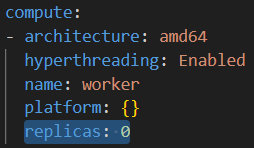 compute:
- architecture: amd64
  hyperthreading: Enabled
  name: worker
  platform: {}
  replicas: 0